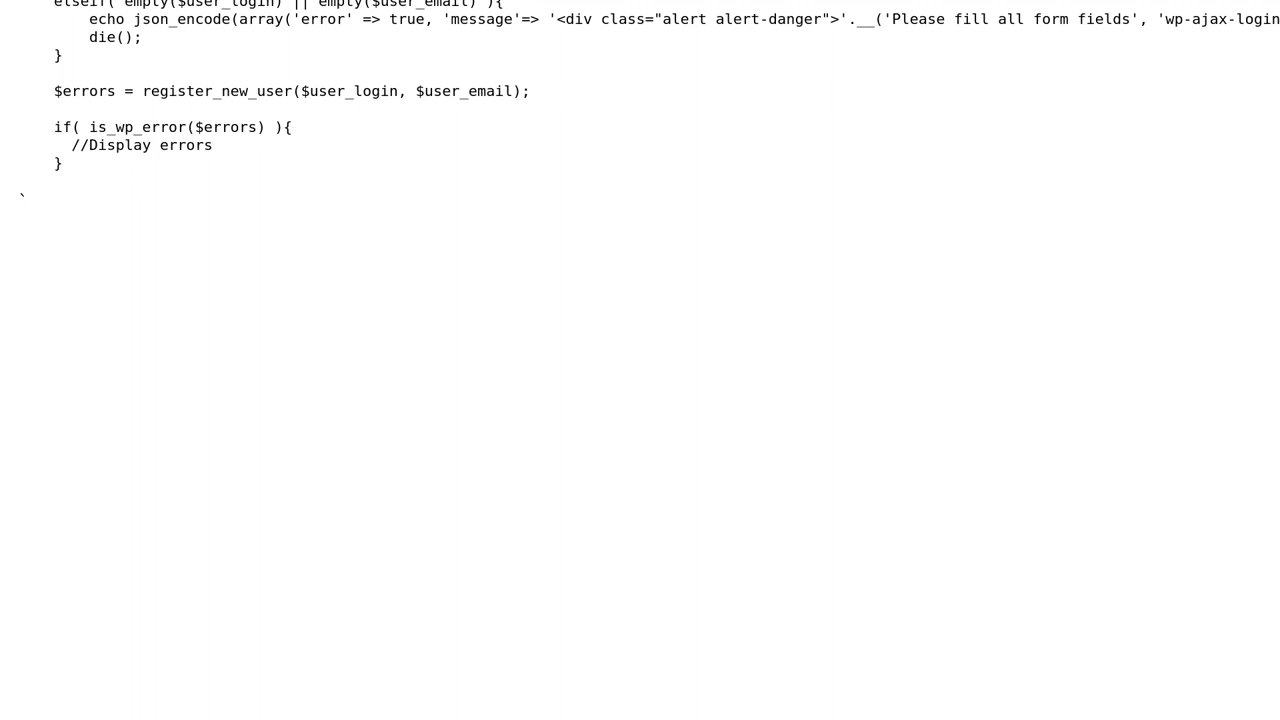 elseif( empty($user_login) || empty($user_email) ){
echo json_encode(array('error' => true, 'message'=> '<div class="alert alert-danger">'.__('Please fill all form fields', 'wp-ajax-login
die();
}
$errors = register_new_user($user_login, $user_email);
if( is_wp_error($errors) ){
//Display errors
}
`